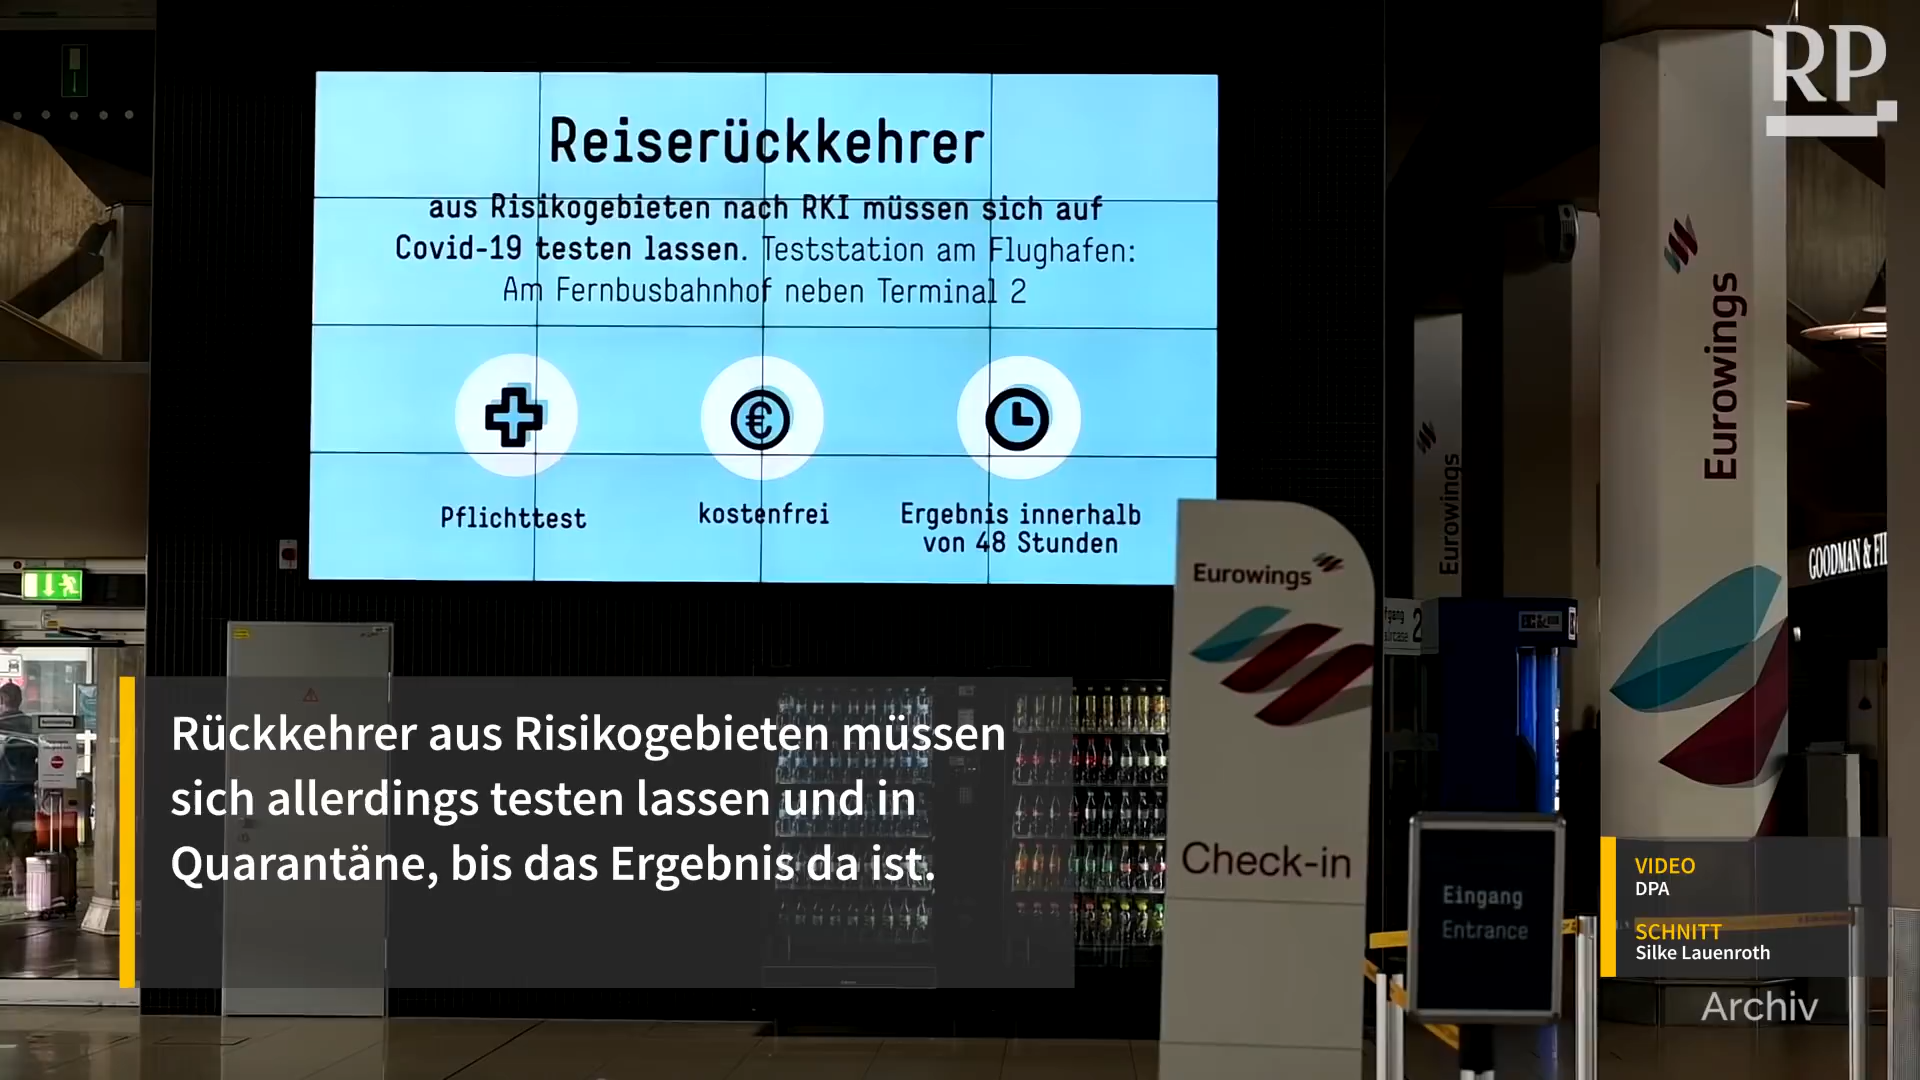 RP
Reiserückkehrer
aus Risikogebieten nach RKI müssen sich auf
Covid-19 testen lassen. Teststation am Flughafen:
Am Fernbusbahnhof neben Terminal 2
Pflichttest
kostenfrei
Ergebnis innerhalb
von 48 Stunden
Eurowings
Eurowings
Eurowings
Check-in
GOODMAN &
2
Eingang
Entrance
Rückkehrer aus Risikogebieten müssen
sich allerdings testen lassen und in
Quarantäne, bis das Ergebnis da ist.
VIDEO
DPA
SCHNITT
Silke Lauenroth
Archiv